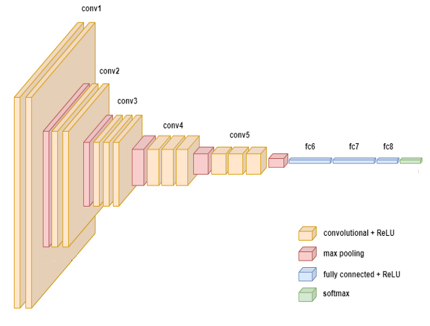 conv1
conv2
conv3
conv4
conv5
fc6
fc7
fc8
convolutional + ReLU
max pooling
fully connected + ReLU
softmax